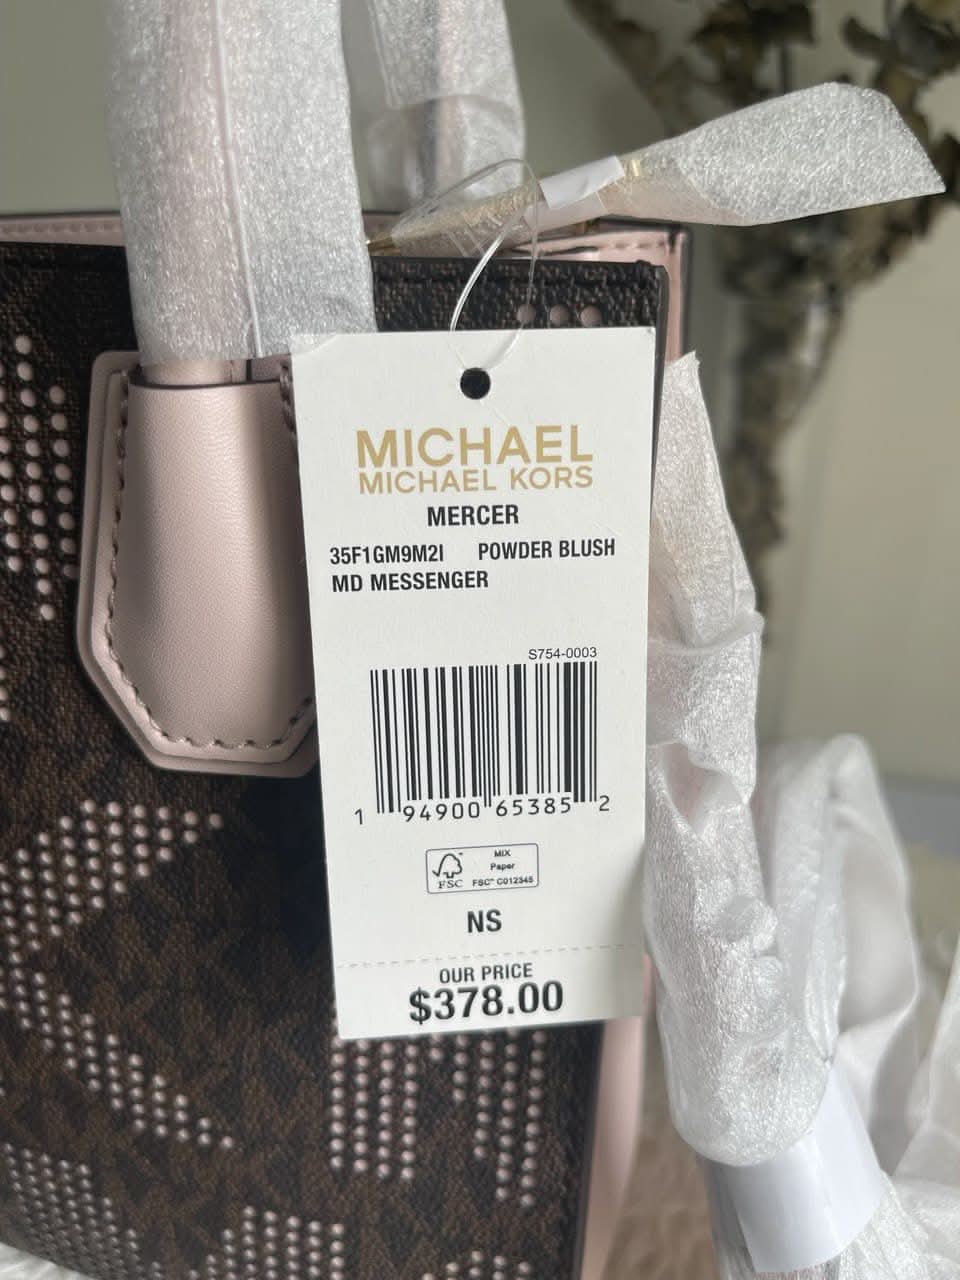 MICHAEL
MICHAEL KORS
MERCER
35F1GM9M2I POWDER BLUSH
MD MESSENGER
S754-0003
1 94900 65385 2
FSC
MIX
Paper
FSC™ C012345
NS
OUR PRICE
$378.00